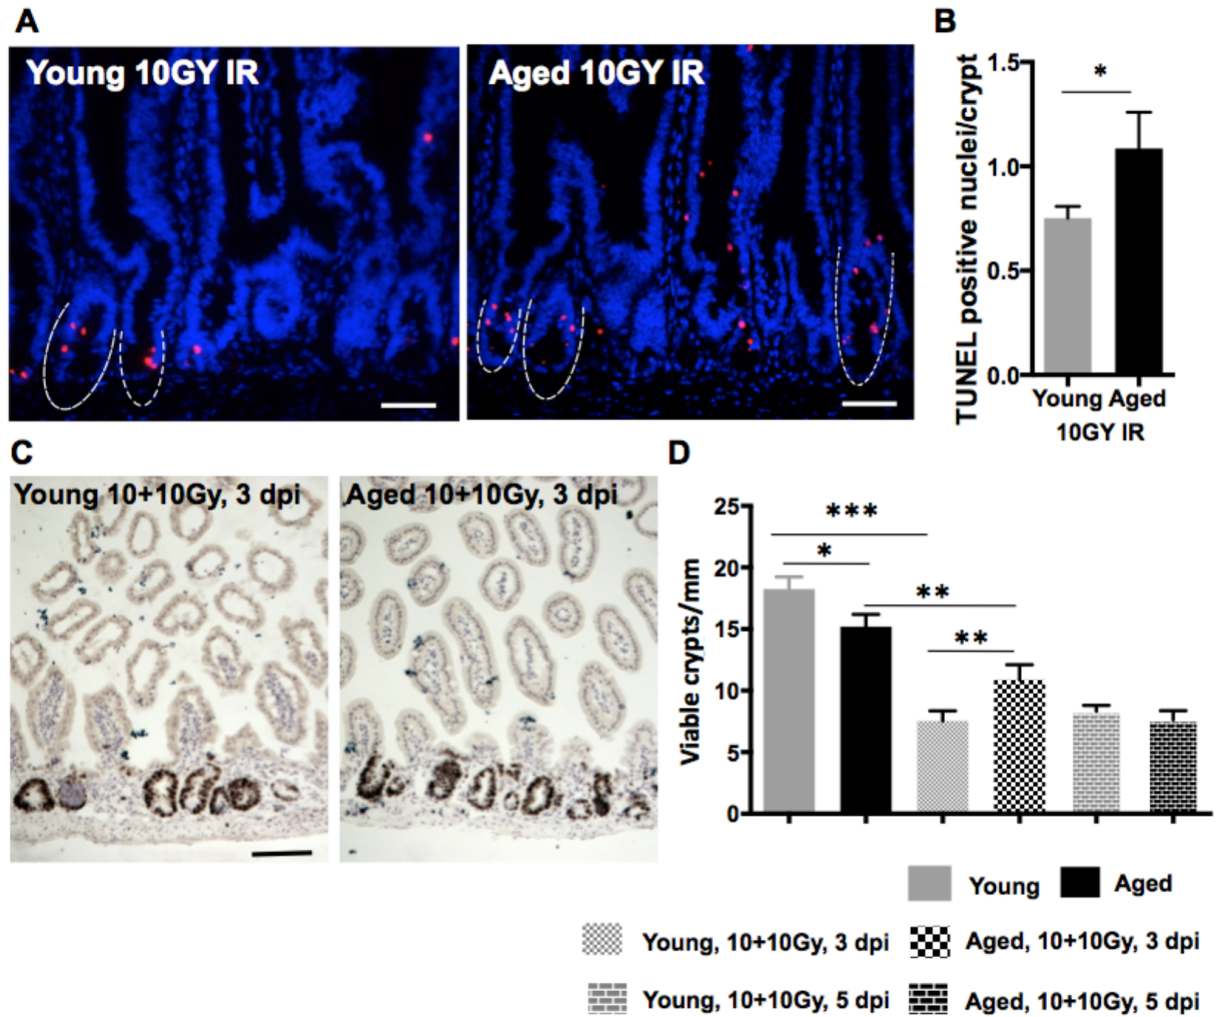 A
Young 10GY IR
Aged 10GY IR
B
TUNEL positive nuclei/crypt
1.5
1.0
0.5
0.0
*
Young Aged
10GY IR
C
Young 10+10Gy, 3 dpi
Aged 10+10Gy, 3 dpi
D
Viable crypts/mm
25
20
15
10
5
0
***
*
**
**
Young
Aged
Young, 10+10Gy, 3 dpi
Aged, 10+10Gy, 3 dpi
Young, 10+10Gy, 5 dpi
Aged, 10+10Gy, 5 dpi